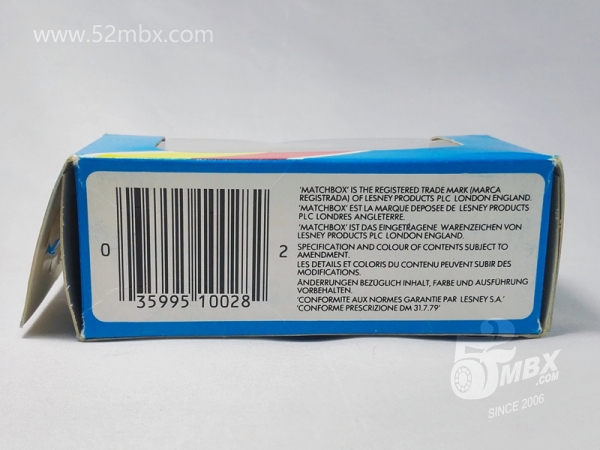 www.52mbx.com
'MATCHBOX' IS THE REGISTERED TRADE MARK (MARCA
REGISTRADA) OF LESNEY PRODUCTS PLC LONDON ENGLAND.
'MATCHBOX' EST LA MARQUE DEPOSEE DE LESNEY PRODUCTS
PLC LONDRES ANGLETERRE.
'MATCHBOX' IST DAS EINGETRAGENE WARENZEICHEN VON
LESNEY PRODUCTS PLC LONDON ENGLAND.
SPECIFICATION AND COLOUR OF CONTENTS SUBJECT TO
AMENDMENT.
LES DETAILS ET COLORIS DU CONTENU PEUVENT SUBIR DES
MODIFICATIONS.
ÄNDERRUNGEN BEZÜGLICH INHALT, FARBE UND AUSFÜHRUNG
VORBEHALTEN.
'CONFORMITE AUX NORMES GARANTIE PAR LESNEY S.A.'
'CONFORME PRESCRIZIONE DM 31.7.79'
0 35995 10028 2
52MBX.COM
SINCE 2006